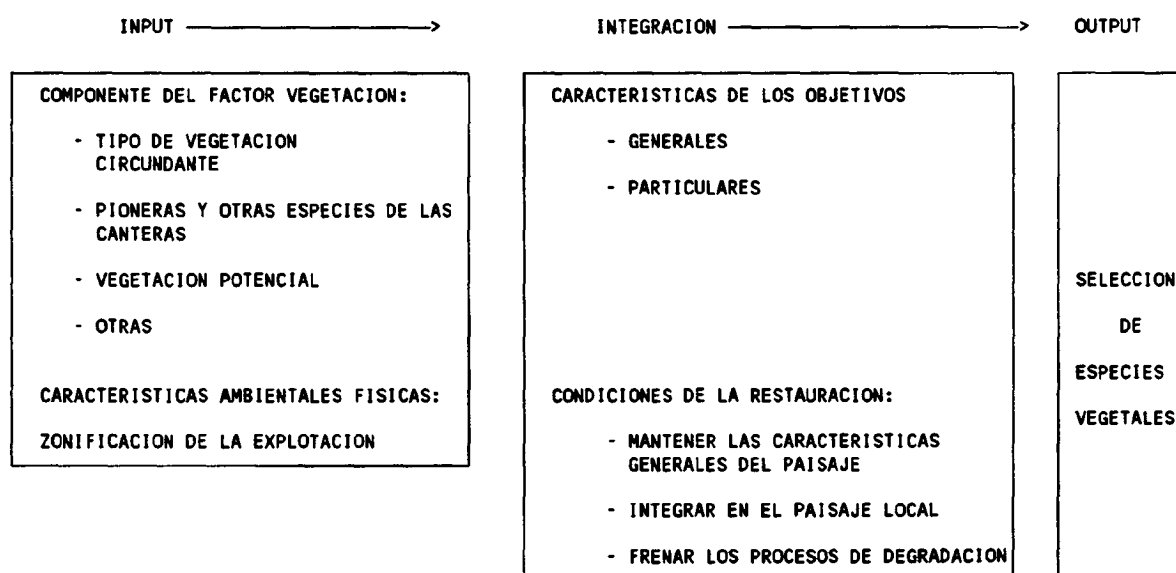 INPUT
INTEGRACION
OUTPUT
COMPONENTE DEL FACTOR VEGETACION:
- TIPO DE VEGETACION
CIRCUNDANTE
- PIONERAS Y OTRAS ESPECIES DE LAS
CANTERAS
- VEGETACION POTENCIAL
- OTRAS
CARACTERISTICAS AMBIENTALES FISICAS:
ZONIFICACION DE LA EXPLOTACION
CARACTERISTICAS DE LOS OBJETIVOS
- GENERALES
- PARTICULARES
CONDICIONES DE LA RESTAURACION:
- MANTENER LAS CARACTERISTICAS
GENERALES DEL PAISAJE
- INTEGRAR EN EL PAISAJE LOCAL
- FRENAR LOS PROCESOS DE DEGRADACION
SELECCION
DE
ESPECIES
VEGETALES